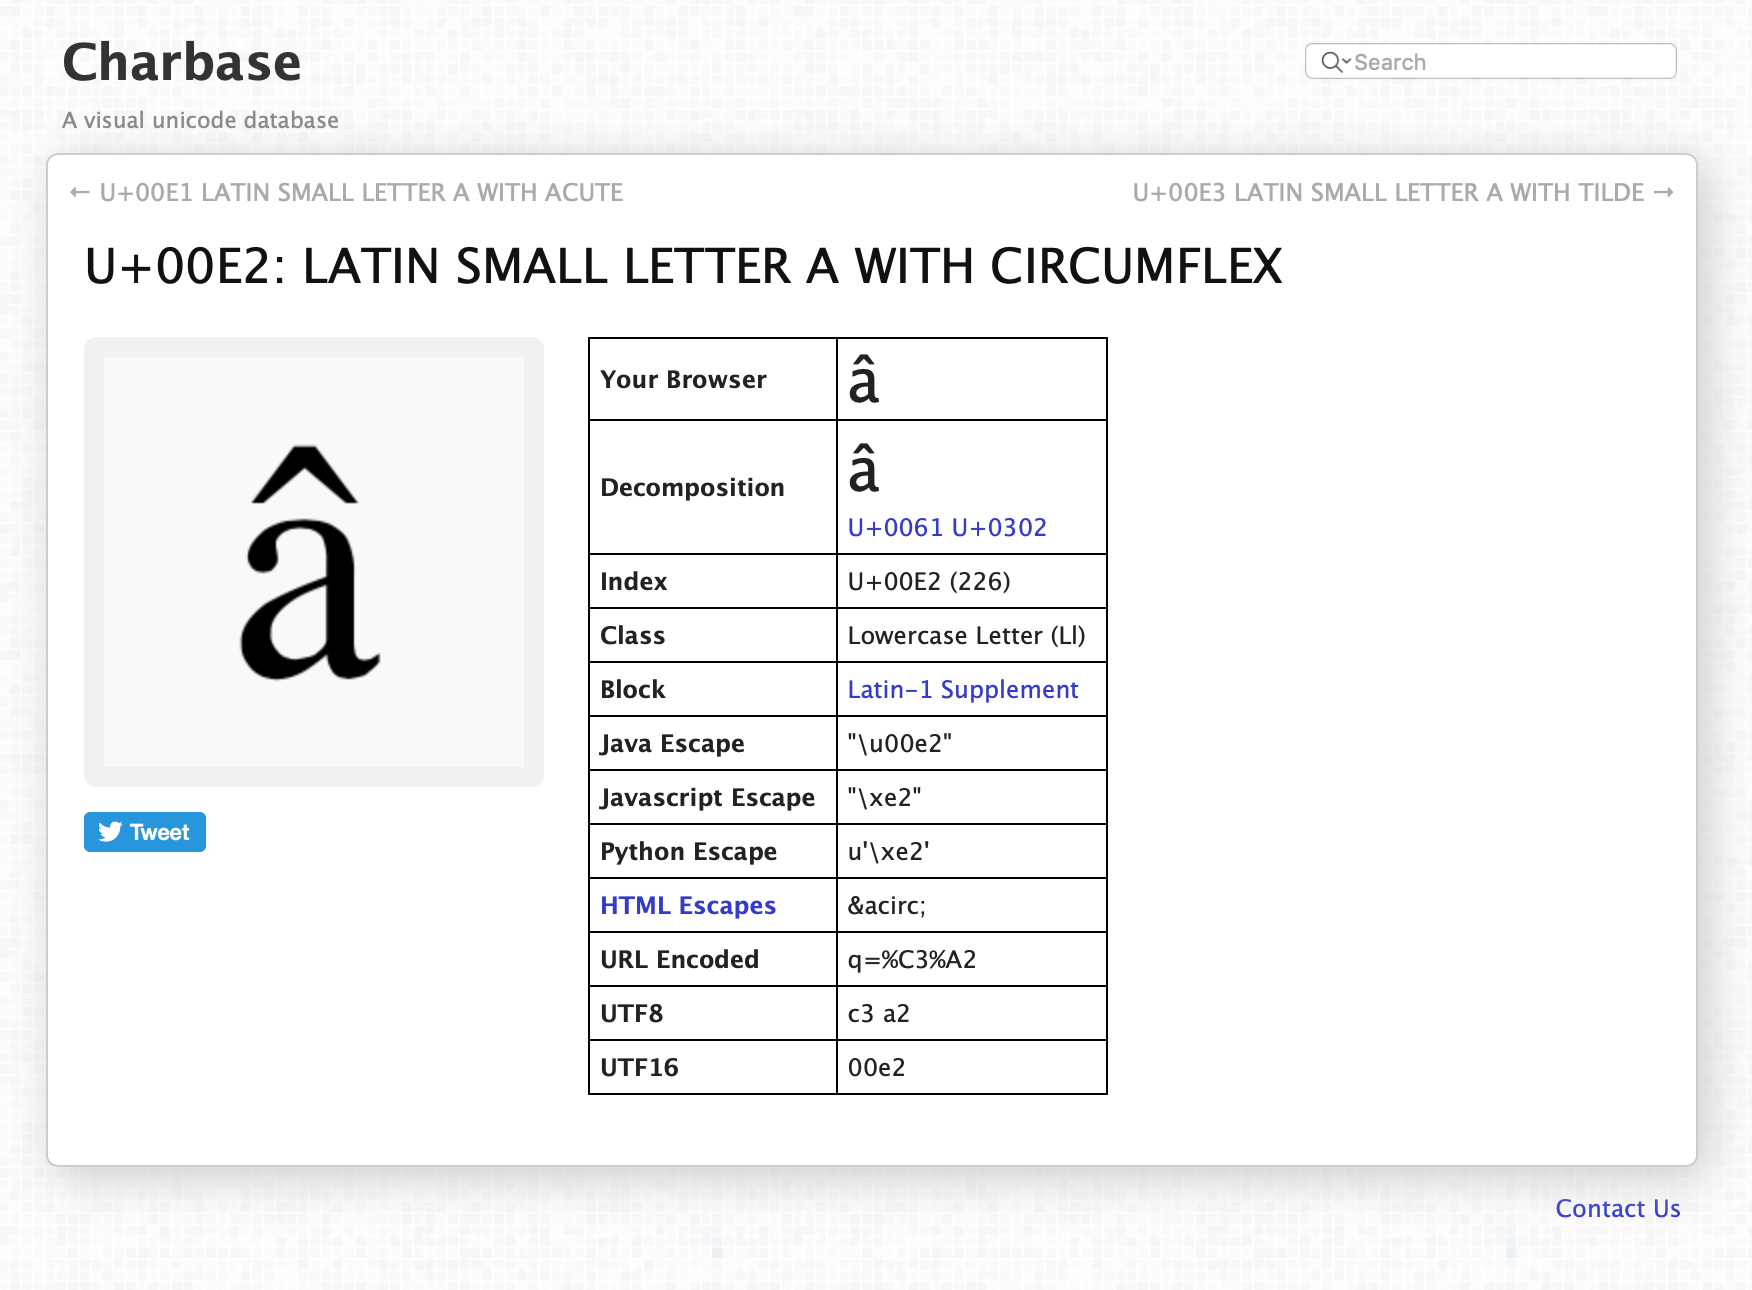 Charbase
Search
A visual unicode database
← U+00E1 LATIN SMALL LETTER A WITH ACUTE
U+00E3 LATIN SMALL LETTER A WITH TILDE →
U+00E2: LATIN SMALL LETTER A WITH CIRCUMFLEX
â
Tweet
Your Browser â
Decomposition â
U+0061 U+0302
Index U+00E2 (226)
Class Lowercase Letter (Ll)
Block Latin-1 Supplement
Java Escape "\u00e2"
Javascript Escape "\xe2"
Python Escape u'\xe2'
HTML Escapes &acirc;
URL Encoded q=%C3%A2
UTF8 c3 a2
UTF16 00e2
Contact Us